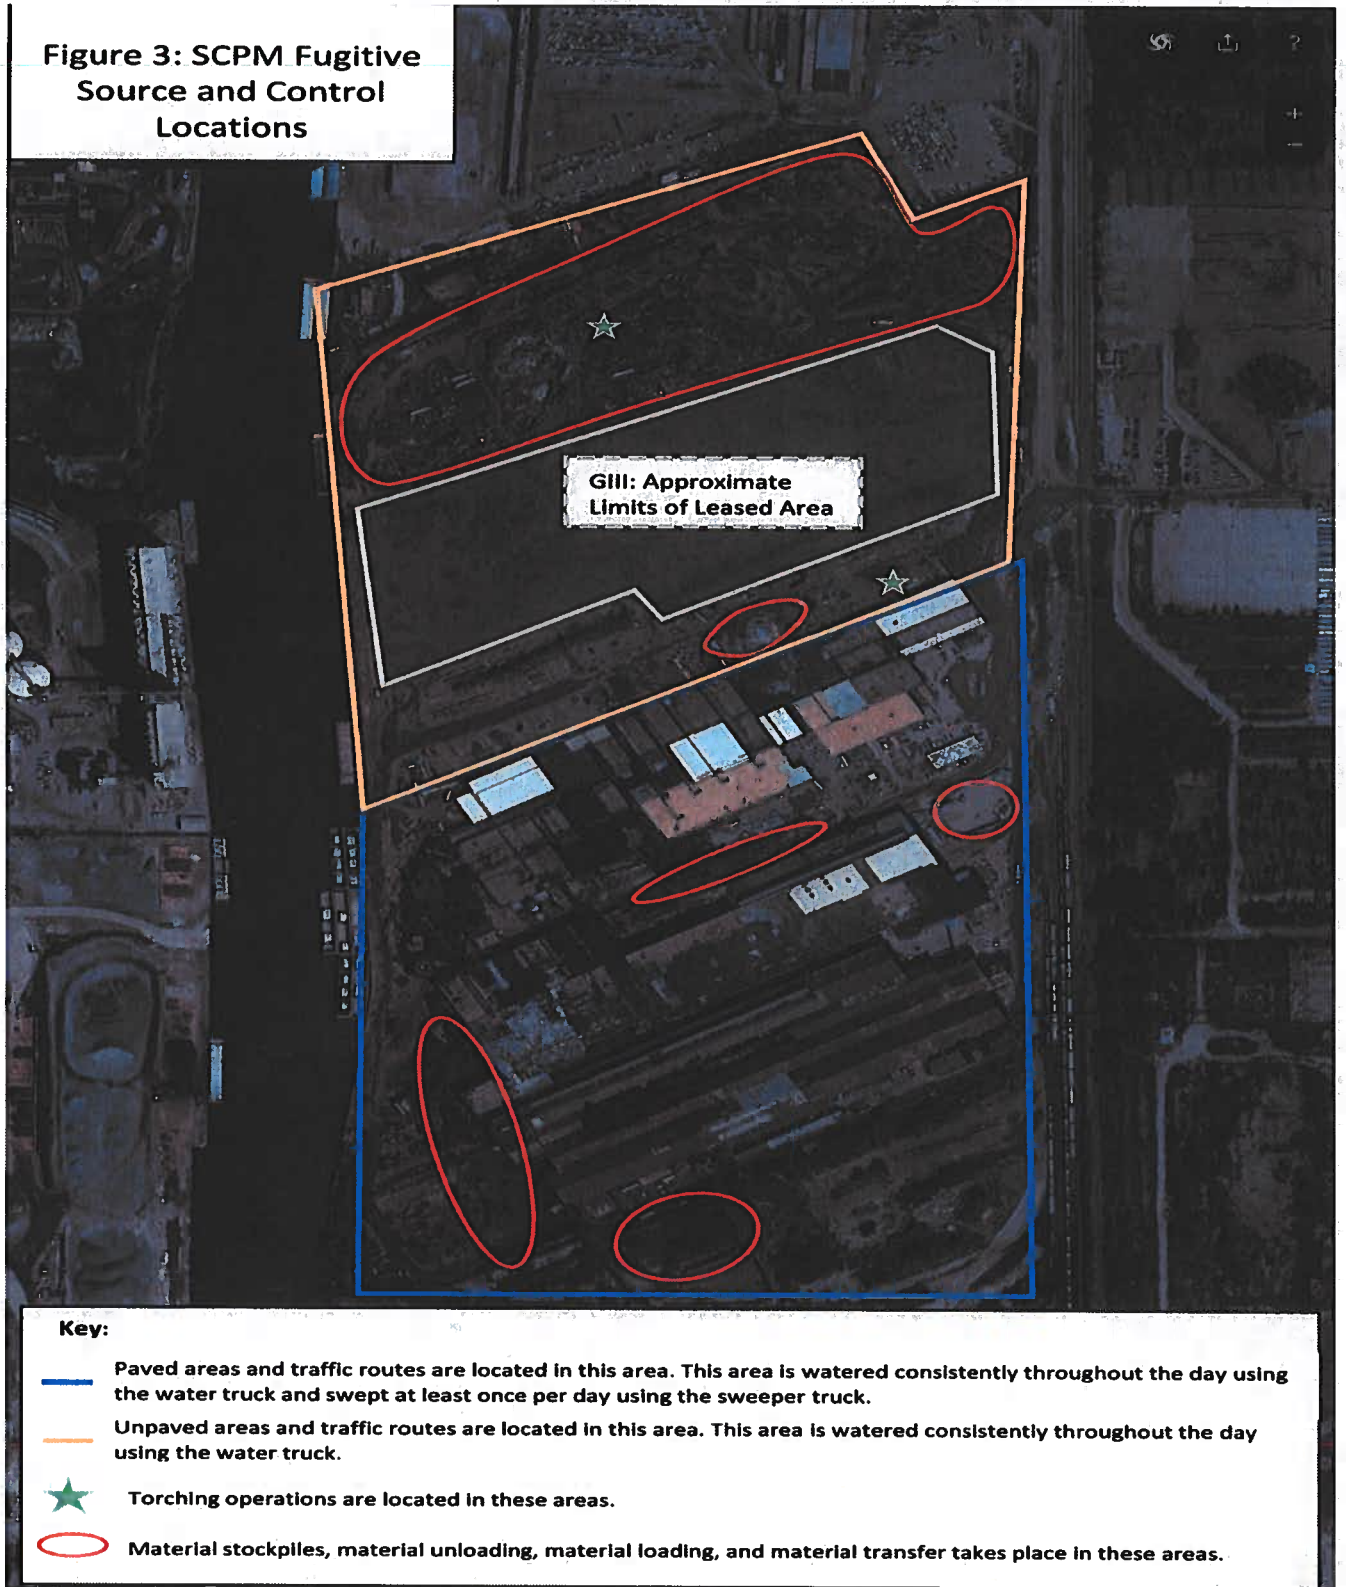 Figure 3: SCPM Fugitive
Source and Control
Locations
?
+
−
GIII: Approximate
Limits of Leased Area
Key:
Paved areas and traffic routes are located in this area. This area is watered consistently throughout the day using
the water truck and swept at least once per day using the sweeper truck.
Unpaved areas and traffic routes are located in this area. This area is watered consistently throughout the day
using the water truck.
Torching operations are located in these areas.
Material stockpiles, material unloading, material loading, and material transfer takes place in these areas.